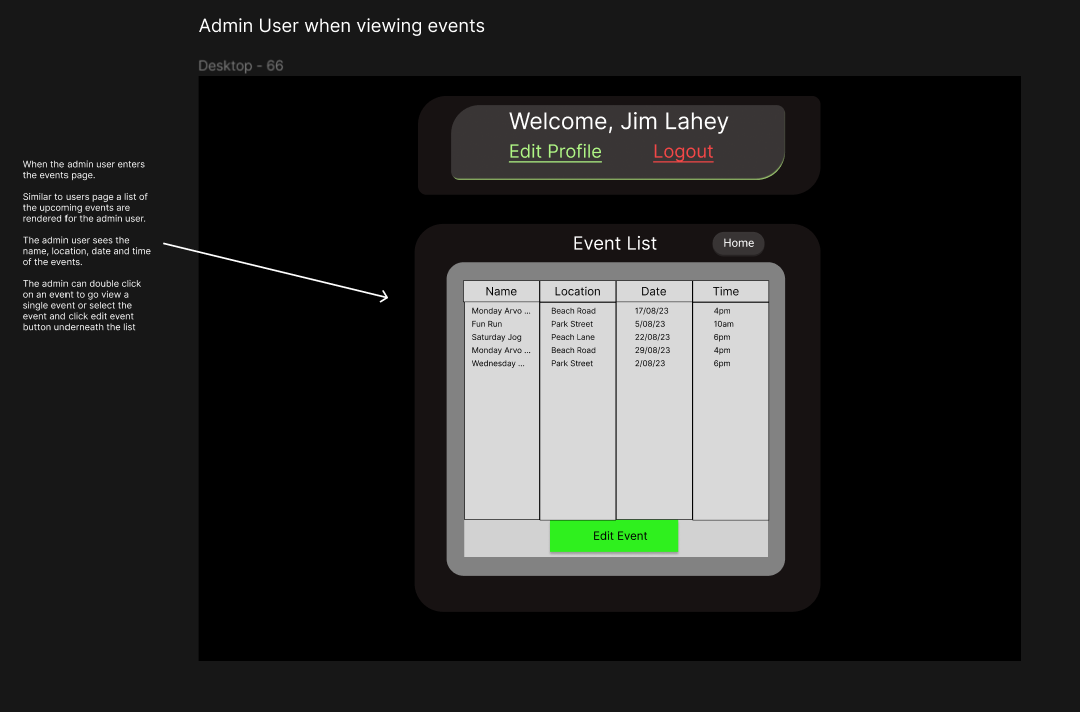 Admin User when viewing events
Desktop - 66
Welcome, Jim Lahey
Edit Profile Logout
When the admin user enters
the events page.
Similar to users page a list of
the upcoming events are
rendered for the admin user.
The admin user sees the
name, location, date and time
of the events.
The admin can double click
on an event to go view a
single event or select the
event and click edit event
button underneath the list
Event List Home
Name Location Date Time
Monday Arvo ... Beach Road 17/08/23 4pm
Fun Run Park Street 5/08/23 10am
Saturday Jog Peach Lane 22/08/23 6pm
Monday Arvo ... Beach Road 29/08/23 4pm
Wednesday ... Park Street 2/08/23 6pm
Edit Event